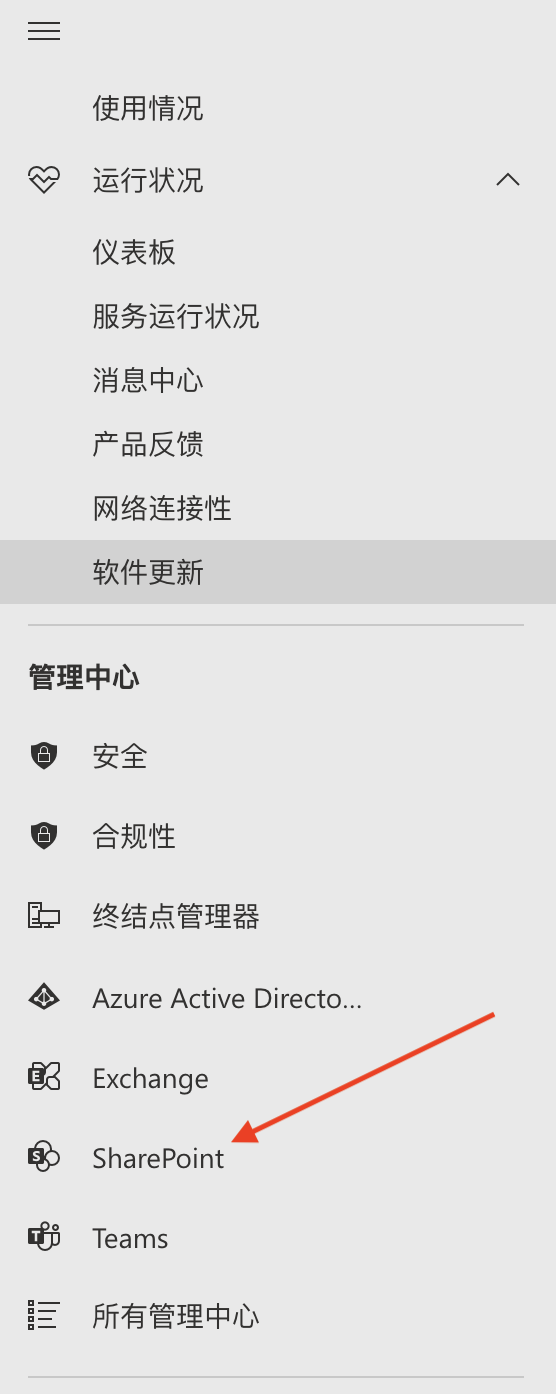 使用情况
运行状况
仪表板
服务运行状况
消息中心
产品反馈
网络连接性
软件更新
管理中心
安全
合规性
终结点管理器
Azure Active Directo...
Exchange
SharePoint
Teams
所有管理中心